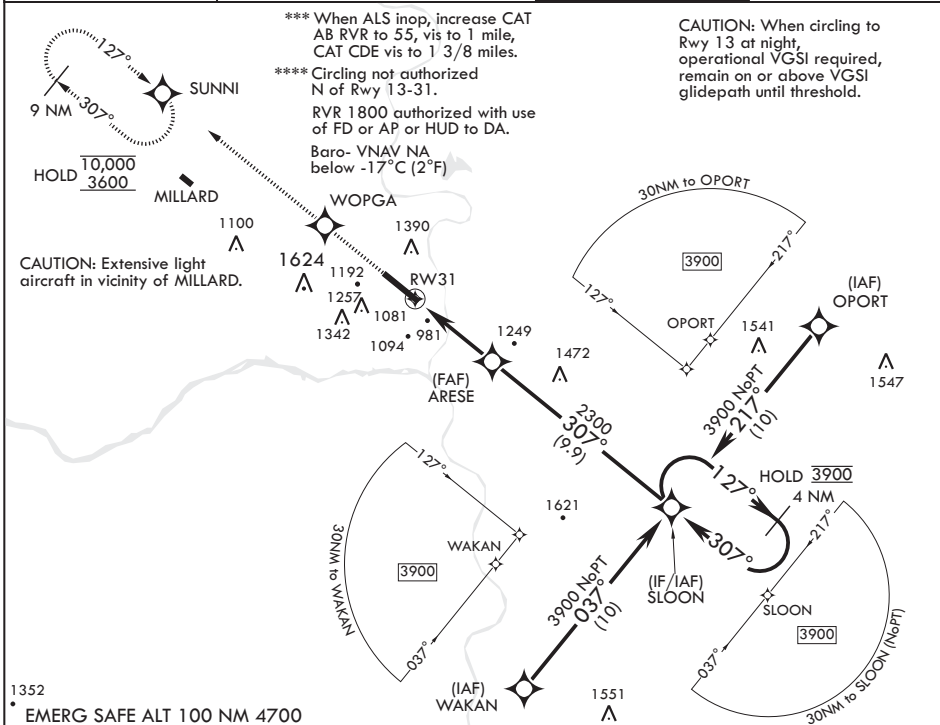 *** When ALS inop, increase CAT
AB RVR to 55, vis to 1 mile,
CAT CDE vis to 1 3/8 miles.
**** Circling not authorized
N of Rwy 13-31.
RVR 1800 authorized with use
of FD or AP or HUD to DA.
Baro- VNAV NA
below -17°C (2°F)
CAUTION: When circling to
Rwy 13 at night,
operational VGSI required,
remain on or above VGSI
glidepath until threshold.
127°
SUNNI
9 NM
307°
HOLD 10,000
3600
MILLARD
WOPGA
1100
1390
CAUTION: Extensive light
aircraft in vicinity of MILLARD.
1624
1192
RW31
1257
1081
1342
981
1094
1249
(FAF)
ARESE
1472
30NM to OPORT
3900
217°
127°
OPORT
(IAF)
OPORT
1541
1547
2300
307°
(9.9)
3900 NoPT
217°
(10)
127°
HOLD 3900
4 NM
307°
127°
1621
30NM to WAKAN
WAKAN
3900
037°
3900 NoPT
037°
(10)
(IF/IAF)
SLOON
217°
SLOON
3900
037°
30NM to SLOON (NoPT)
(IAF)
WAKAN
1551
1352
EMERG SAFE ALT 100 NM 4700